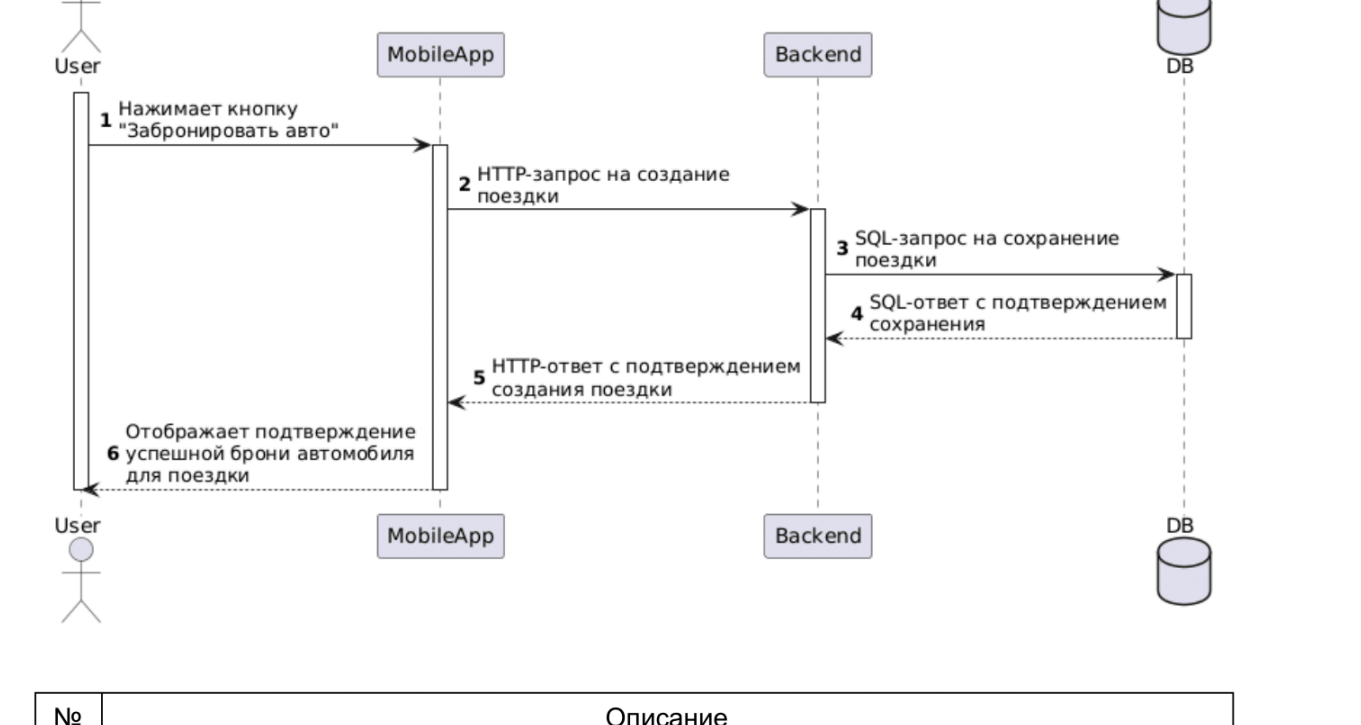 User
MobileApp
Backend
DB
1 Нажимает кнопку
"Забронировать авто"
2 HTTP-запрос на создание
поездки
3 SQL-запрос на сохранение
поездки
4 SQL-ответ с подтверждением
сохранения
5 HTTP-ответ с подтверждением
создания поездки
6 Отображает подтверждение
успешной брони автомобиля
для поездки
User
MobileApp
Backend
DB
№
Описание